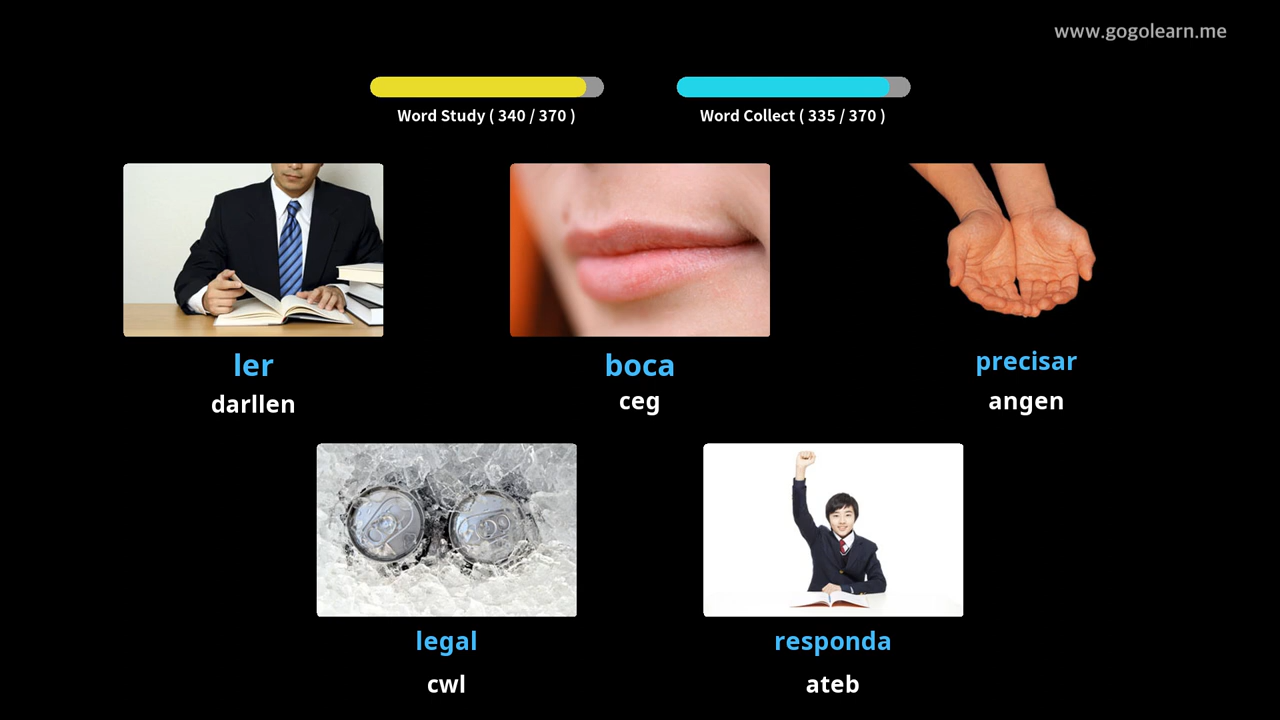 www.gogolearn.me
Word Study ( 340 / 370 )
Word Collect ( 335 / 370 )
ler
darllen
boca
ceg
precisar
angen
legal
cwl
responda
ateb